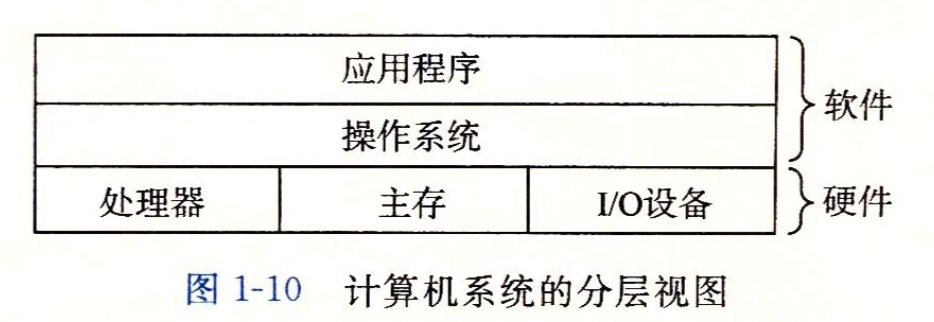 应用程序
操作系统
软件
处理器 主存 I/O设备
硬件
图 1-10 计算机系统的分层视图